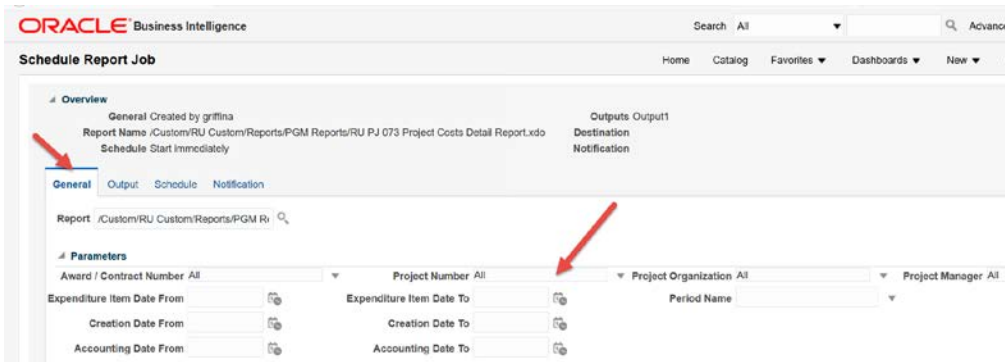 ORACLE Business Intelligence Search All Advanc
Schedule Report Job Home Catalog Favorites Dashboards New
Overview
General Created by griffina Outputs Output1
Report Name /Custom/RU Custom/Reports/PGM Reports/RU PJ 073 Project Costs Detail Report.xdo Destination
Schedule Start Immediately Notification
General Output Schedule Notification
Report /Custom/RU Custom/Reports/PGM R
Parameters
Award / Contract Number All Project Number All Project Organization All Project Manager All
Expenditure Item Date From Expenditure Item Date To Period Name
Creation Date From Creation Date To
Accounting Date From Accounting Date To